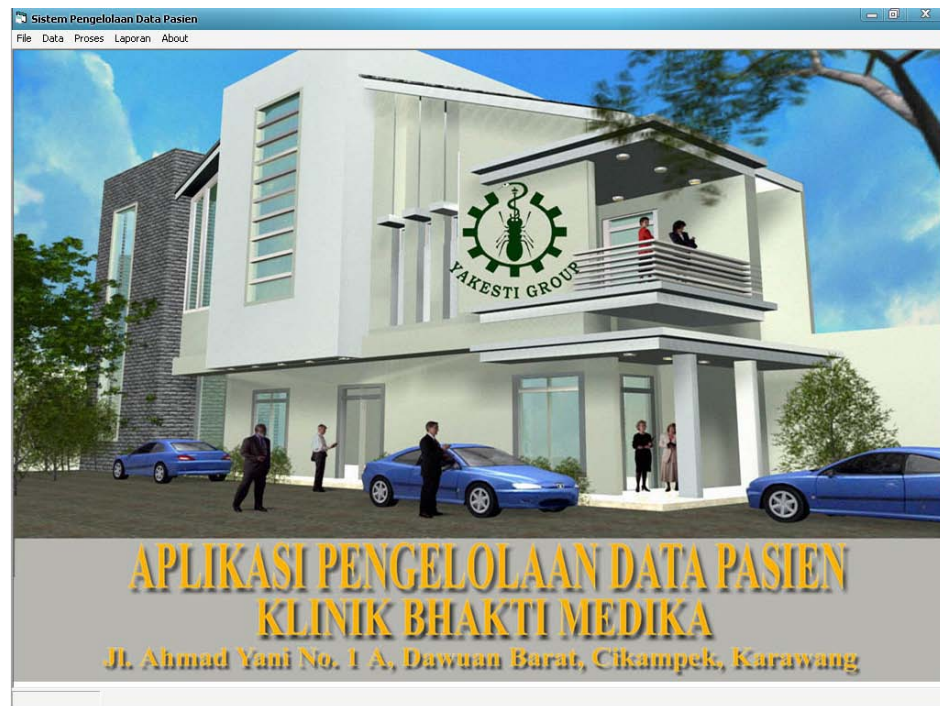 Sistem Pengelolaan Data Pasien
File Data Proses Laporan About
YAKESTI GROUP
APLIKASI PENGELOLAAN DATA PASIEN
KLINIK BHAKTI MEDIKA
Jl. Ahmad Yani No. 1 A, Dawuan Barat, Cikampek, Karawang